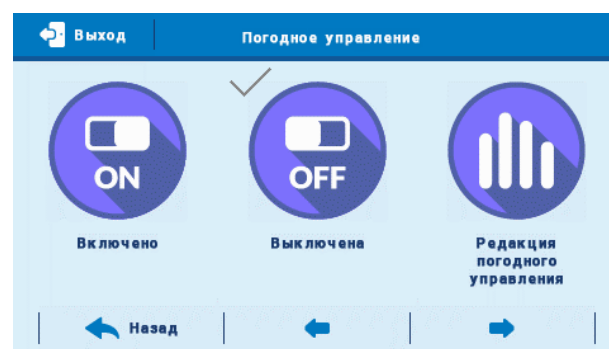 Выход
Погодное управление
ON
OFF
Включено
Выключена
Редакция
погодного
управления
Назад